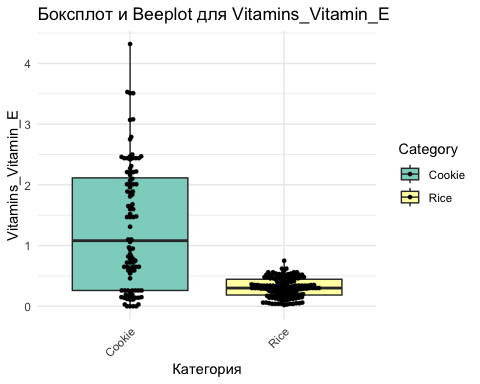 Боксплот и Beeplot для Vitamins_Vitamin_E
Vitamins_Vitamin_E
4
3
2
1
0
Cookie
Rice
Категория
Category
Cookie
Rice